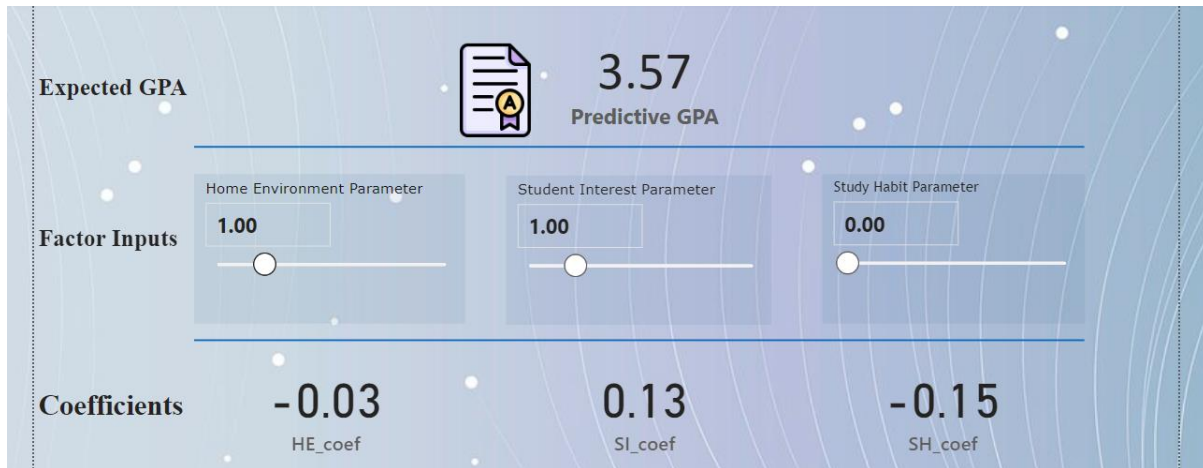 3.57
Expected GPA
Predictive GPA
A
Home Environment Parameter
Student Interest Parameter
Study Habit Parameter
1.00
1.00
0.00
Factor Inputs
Coefficients
-0.03
0.13
-0.15
HE_coef
SI_coef
SH_coef